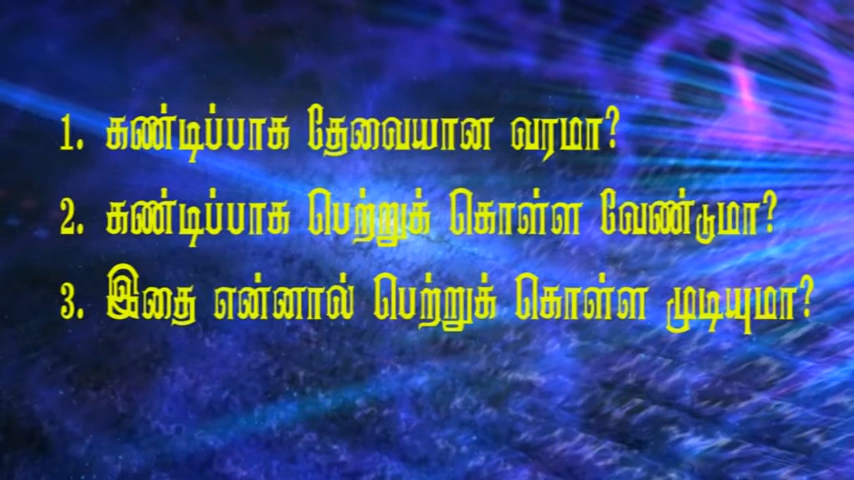 1. கண்டிப்பாக தேவையான வரமா?
2. கண்டிப்பாக பெற்றுக் கொள்ள வேண்டுமா?
3. இதை என்னால் பெற்றுக் கொள்ள முடியுமா?